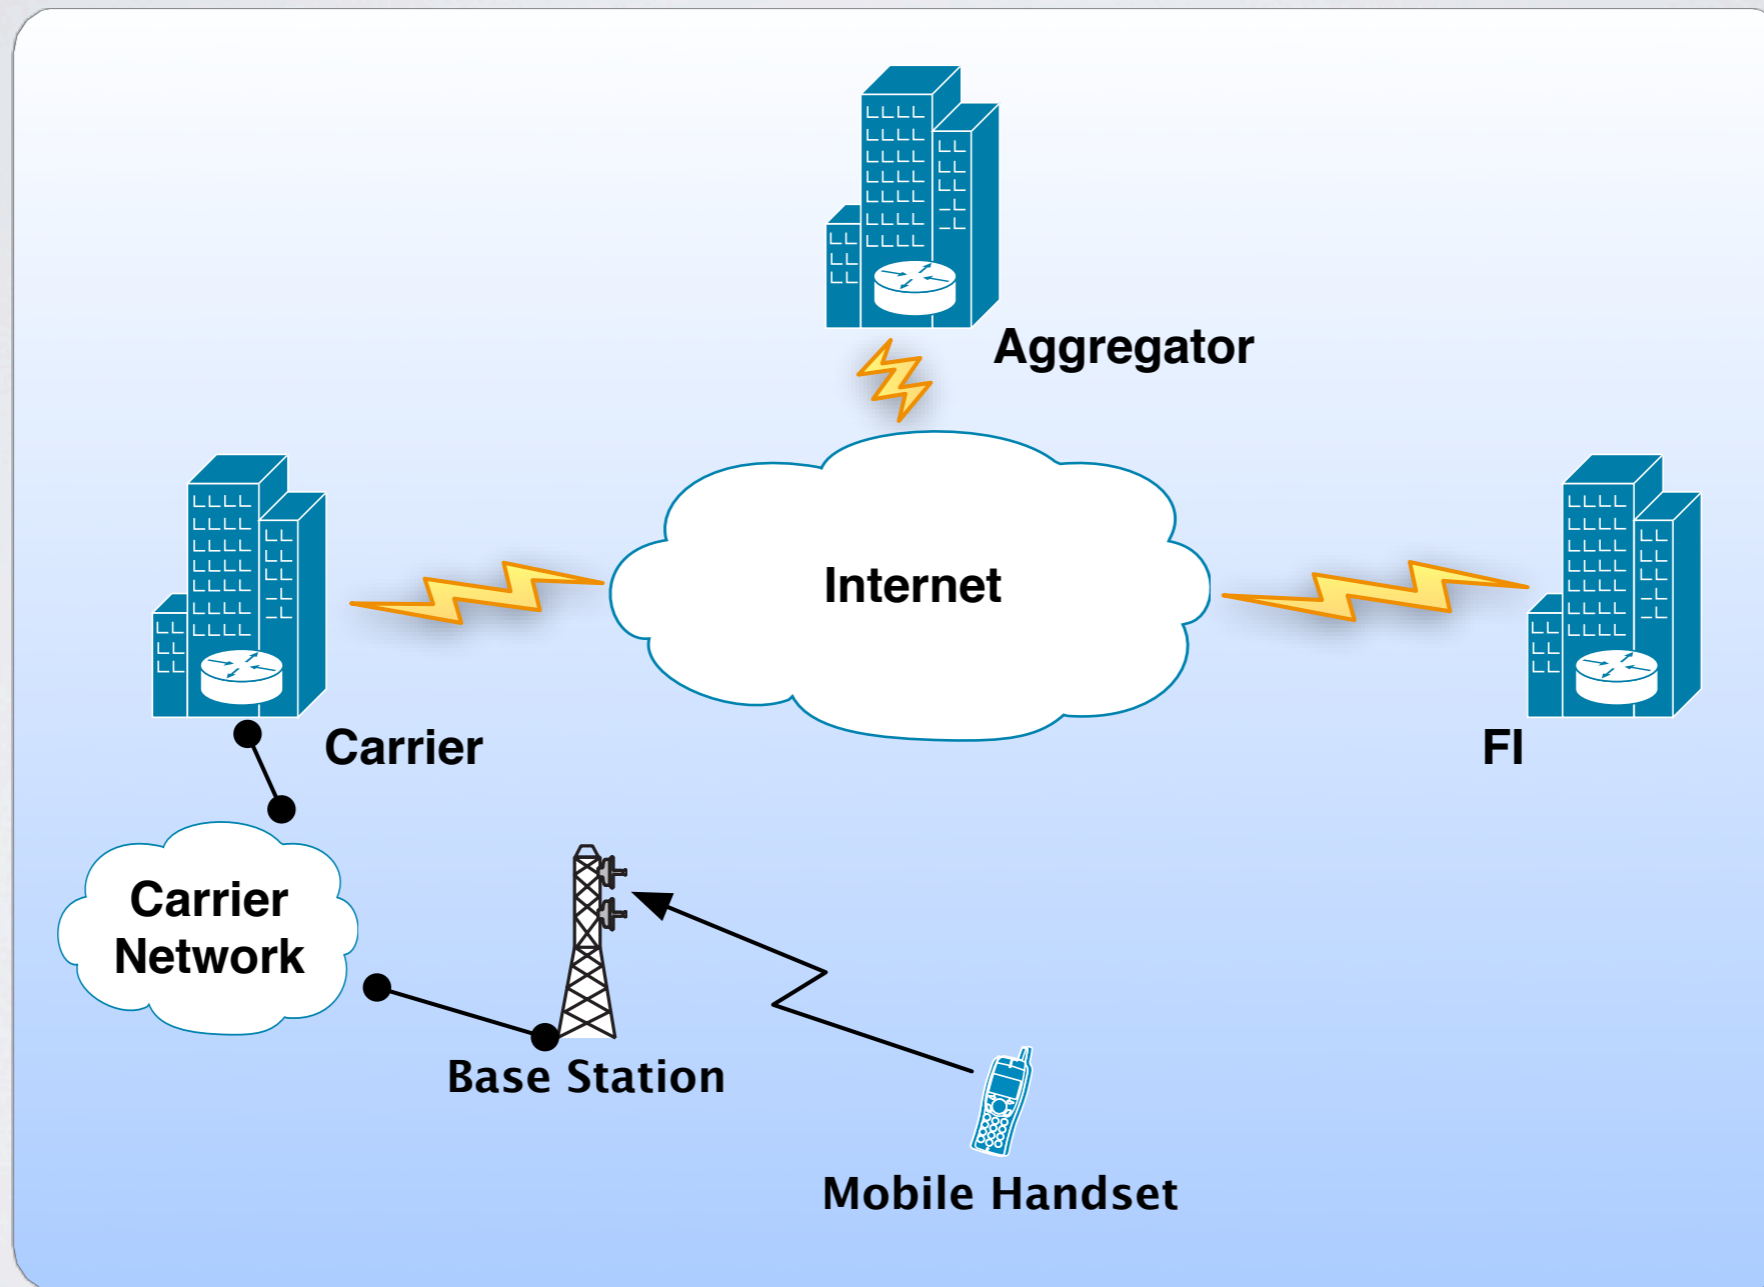 Aggregator
Internet
Carrier
FI
Carrier
Network
Base Station
Mobile Handset